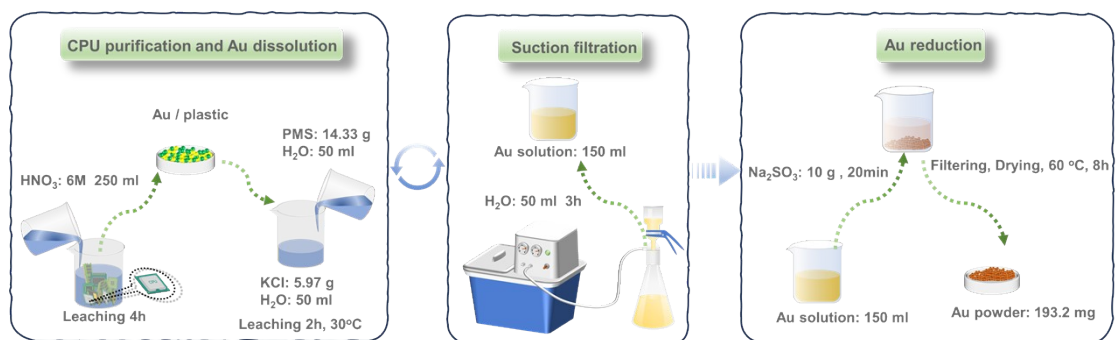 CPU purification and Au dissolution
Au / plastic
PMS: 14.33 g
H₂O: 50 ml
HNO₃: 6M 250 ml
KCl: 5.97 g
H₂O: 50 ml
Leaching 4h
Leaching 2h, 30°C
Suction filtration
Au solution: 150 ml
H₂O: 50 ml 3h
Au reduction
Na₂SO₃: 10 g , 20min
Filtering, Drying, 60 °C, 8h
Au solution: 150 ml
Au powder: 193.2 mg